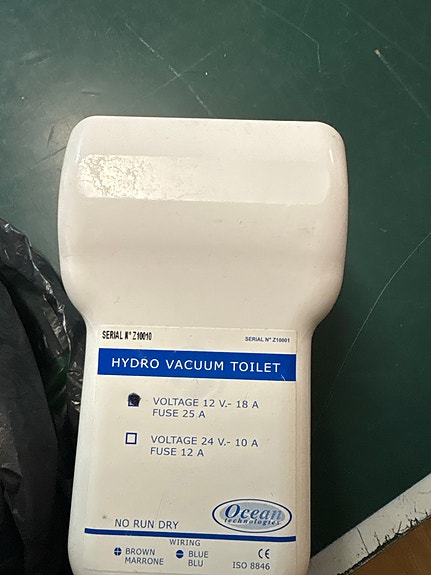 SERIAL N° Z10010
SERIAL N° Z10001
HYDRO VACUUM TOILET
VOLTAGE 12 V.- 18 A
FUSE 25 A
VOLTAGE 24 V.- 10 A
FUSE 12 A
Ocean
technologies
NO RUN DRY
WIRING
BROWN
MARRONE
BLUE
BLU
CE
ISO 8846